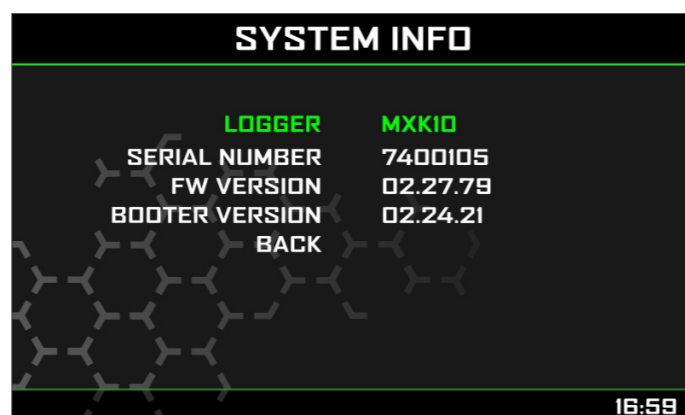 SYSTEM INFO
LOGGER MXK10
SERIAL NUMBER 7400105
FW VERSION 02.27.79
BOOTER VERSION 02.24.21
BACK
16:59